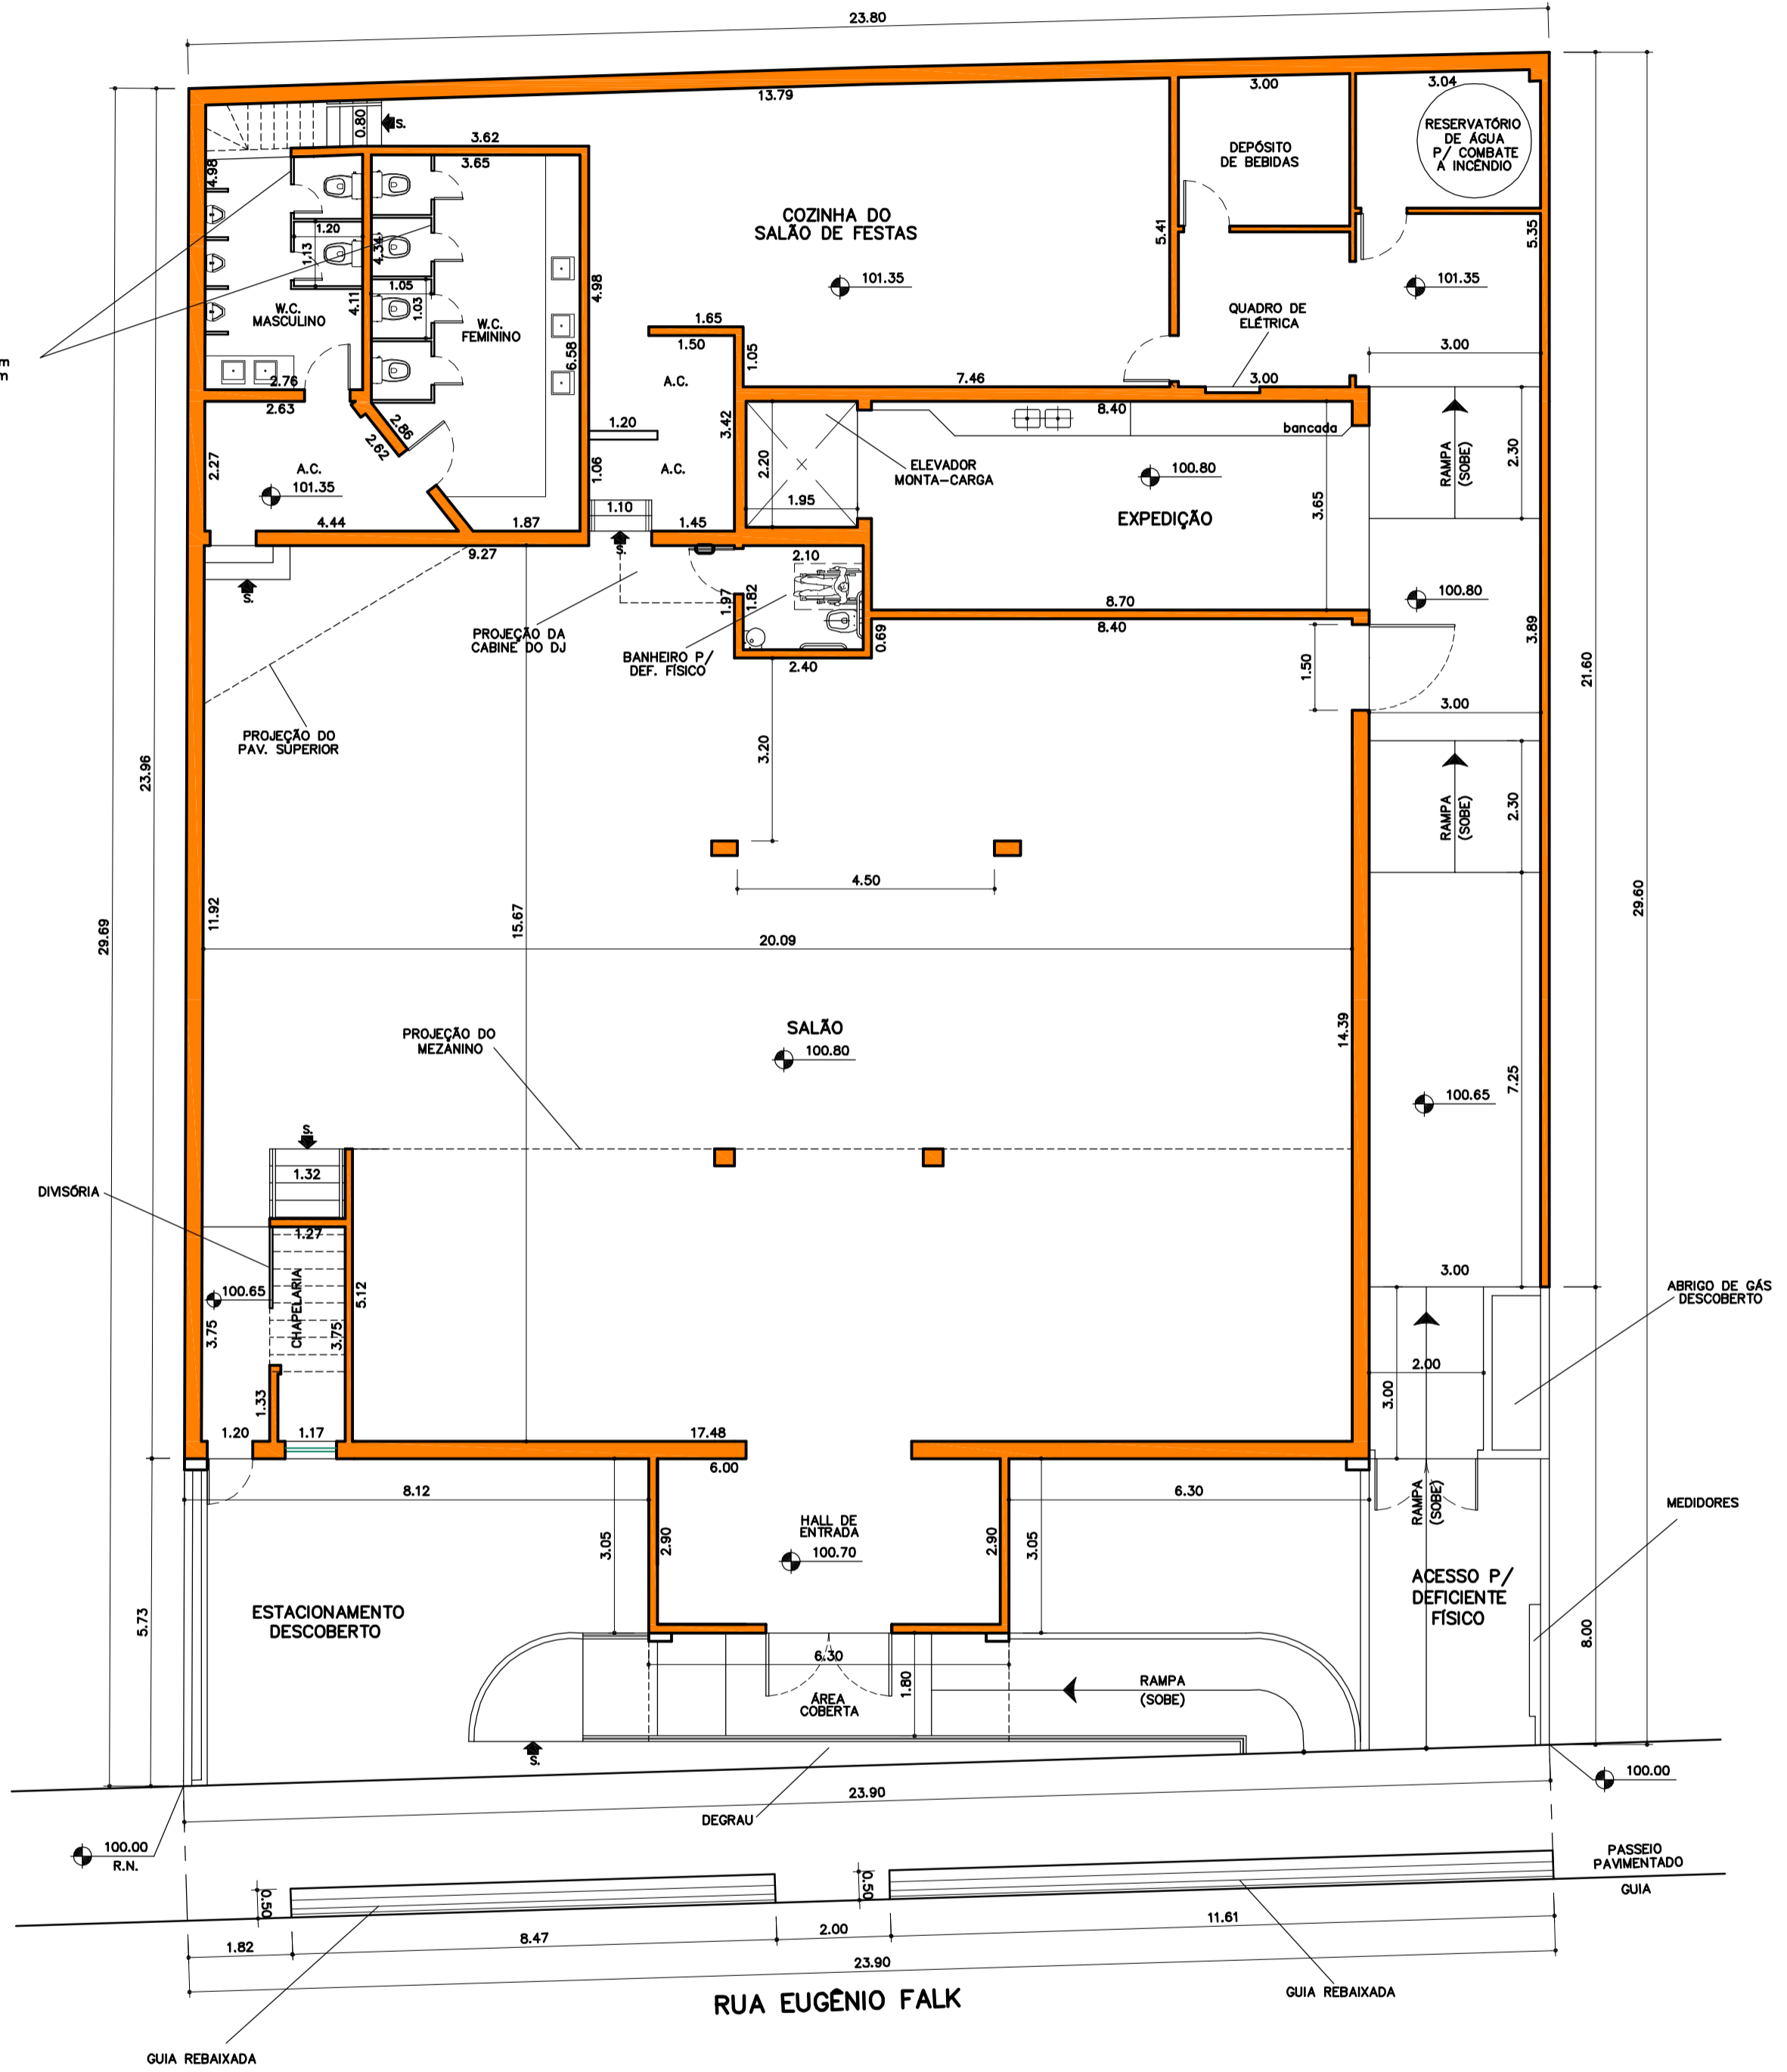 23.80
13.79
3.00
3.04
0.80
S.
3.62
3.65
4.98
RESERVATÓRIO
DE ÁGUA
P/ COMBATE
A INCÊNDIO
DEPÓSITO
DE BEBIDAS
COZINHA DO
SALÃO DE FESTAS
101.35
5.41
5.35
101.35
1.20
1.13
4.34
1.05
1.03
4.11
4.98
W.C.
MASCULINO
W.C.
FEMININO
6.58
QUADRO DE
ELÉTRICA
1.65
1.50
1.05
A.C.
3.00
7.46
3.00
8.40
bancada
2.76
2.63
2.86
2.62
1.20
3.42
2.27
A.C.
101.35
1.06
A.C.
2.20
1.95
ELEVADOR
MONTA-CARGA
100.80
EXPEDIÇÃO
3.65
RAMPA
(SOBE)
2.30
4.44
1.87
9.27
1.10
1.45
S.
S.
2.10
1.97
1.82
0.69
2.40
8.70
8.40
100.80
3.89
PROJEÇÃO DA
CABINE DO DJ
BANHEIRO P/
DEF. FÍSICO
1.50
3.00
21.60
PROJEÇÃO DO
PAV. SUPERIOR
3.20
23.96
RAMPA
(SOBE)
2.30
4.50
29.69
11.92
15.67
20.09
29.60
PROJEÇÃO DO
MEZANINO
SALÃO
100.80
14.39
7.25
100.65
S.
1.32
DIVISÓRIA
1.27
100.65
CHAPELARIA
3.75
3.75
5.12
3.00
ABRIGO DE GÁS
DESCOBERTO
2.00
3.00
1.33
1.20
1.17
17.48
6.00
8.12
6.30
RAMPA
(SOBE)
MEDIDORES
3.05
2.90
HALL DE
ENTRADA
100.70
2.90
3.05
ACESSO P/
DEFICIENTE
FÍSICO
ESTACIONAMENTO
DESCOBERTO
5.73
8.00
6.30
1.80
ÁREA
COBERTA
RAMPA
(SOBE)
S.
100.00
23.90
DEGRAU
100.00
R.N.
PASSEIO
PAVIMENTADO
GUIA
0.50
0.50
1.82
8.47
2.00
11.61
23.90
RUA EUGÊNIO FALK
GUIA REBAIXADA
GUIA REBAIXADA